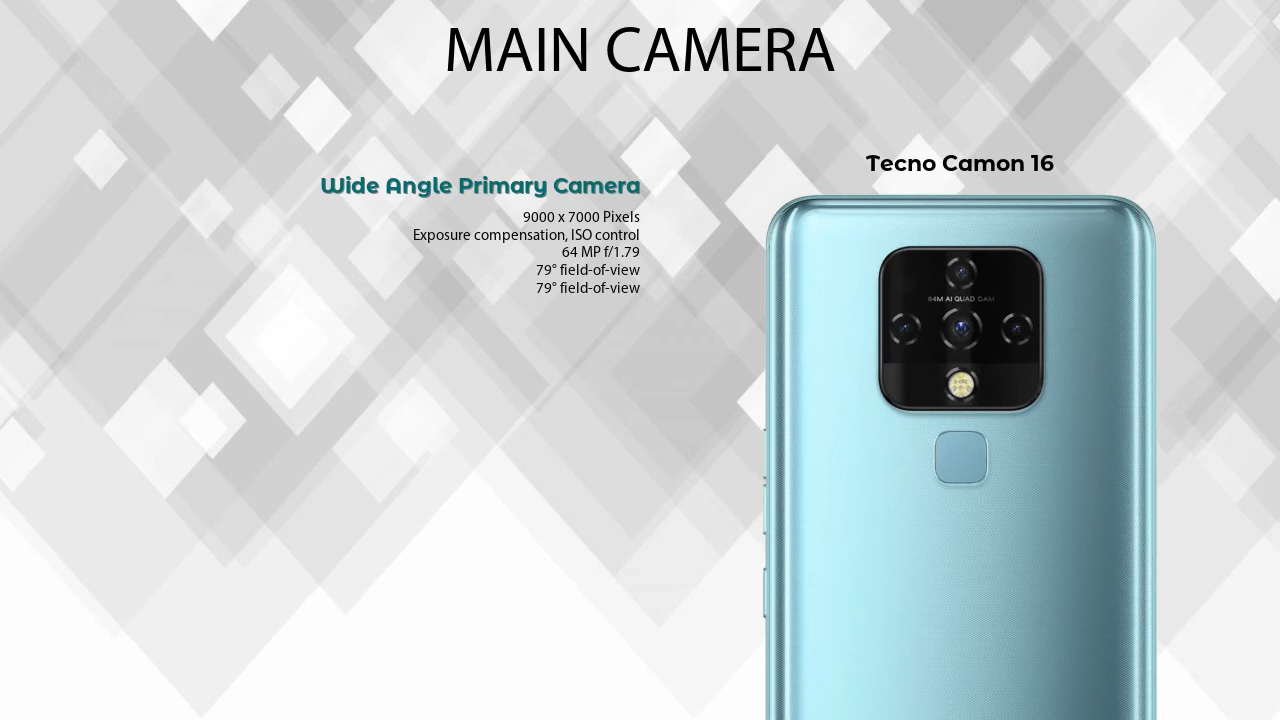 MAIN CAMERA
Tecno Camon 16
Wide Angle Primary Camera
9000 x 7000 Pixels
Exposure compensation, ISO control
64 MP f/1.79
79° field-of-view
79° field-of-view
64M AI QUAD CAM